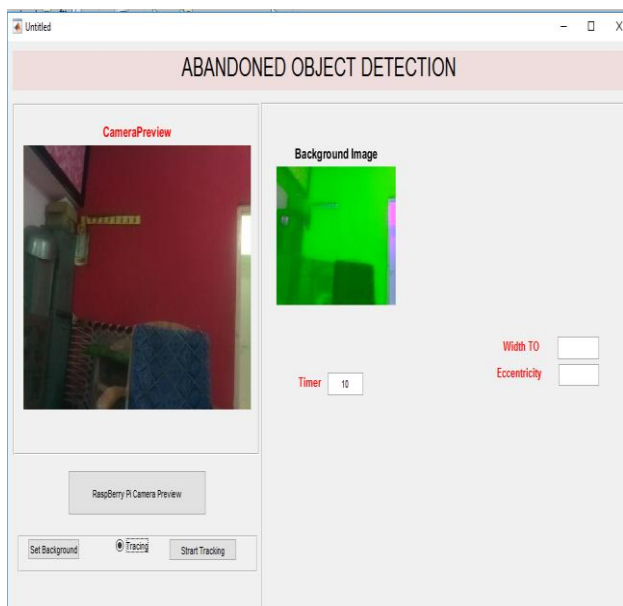 Untitled
ABANDONED OBJECT DETECTION
CameraPreview
Background Image
Width TO
Eccentricity
Timer 10
RaspBerry Pi Camera Preview
Set Background
Tracing
Strart Tracking